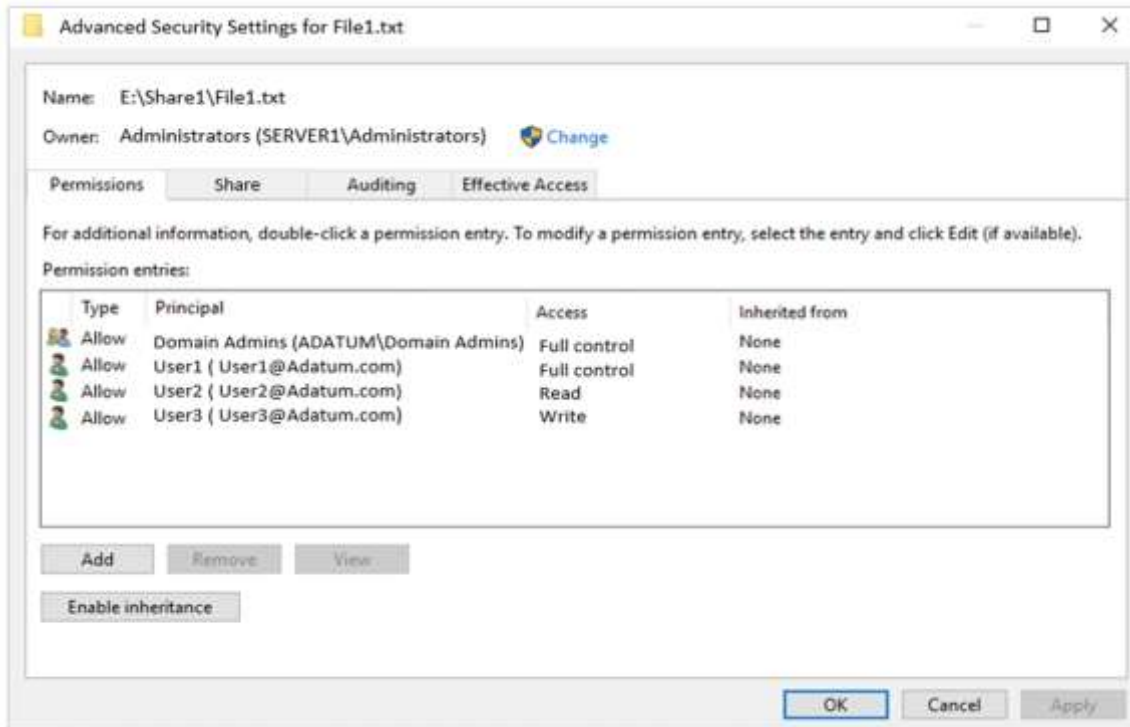 Advanced Security Settings for File1.txt
Name: E:\Share1\File1.txt
Owner: Administrators (SERVER1\Administrators) Change
Permissions Share Auditing Effective Access
For additional information, double-click a permission entry. To modify a permission entry, select the entry and click Edit (if available).
Permission entries:
Type Principal Access Inherited from
Allow Domain Admins (ADATUM\Domain Admins) Full control None
Allow User1 ( User1@Adatum.com) Full control None
Allow User2 ( User2@Adatum.com) Read None
Allow User3 ( User3@Adatum.com) Write None
Add Remove View
Enable inheritance
OK Cancel Apply